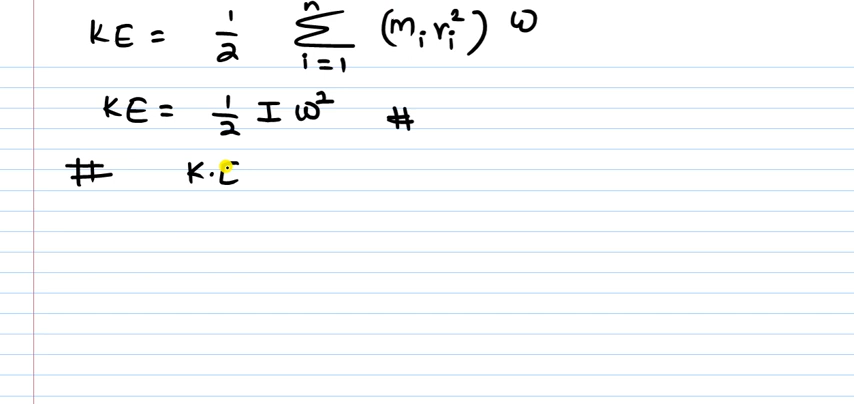 KE = 1/2 Σ_{i=1}^{n} (m_i r_i^2) ω
KE = 1/2 I ω^2 #
# K.E